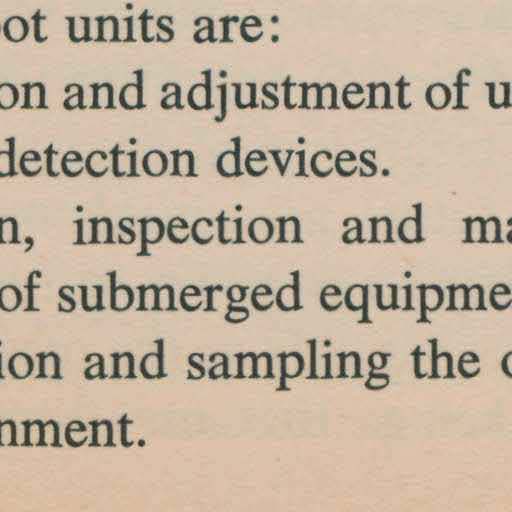 ot units are:
on and adjustment of u
detection devices.
n, inspection and ma
of submerged equipme
ion and sampling the o
nment.